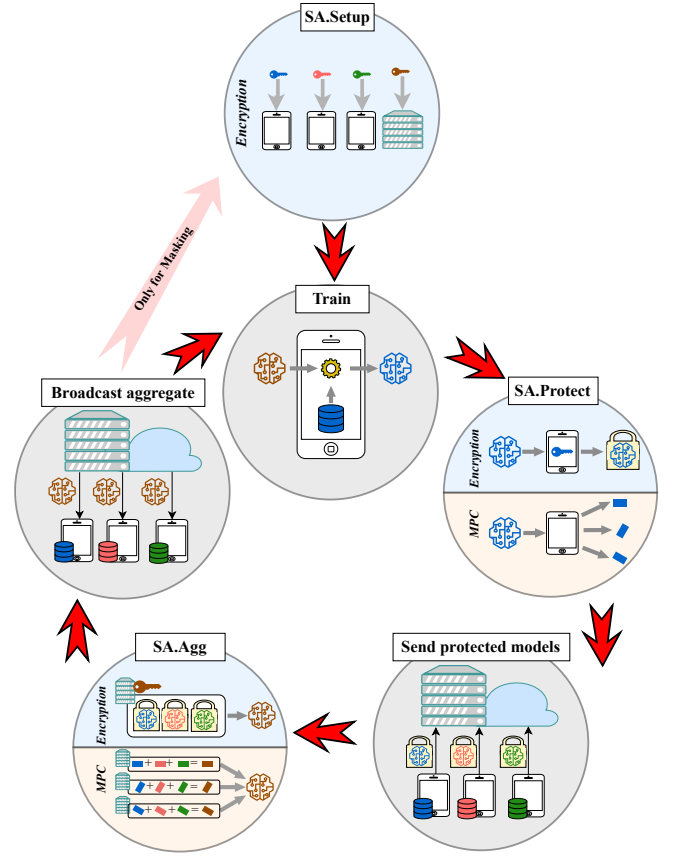 SA.Setup
Encryption
Only for Masking
Train
Broadcast aggregate
SA.Protect
Encryption
MPC
SA.Agg
Send protected models
Encryption
MPC